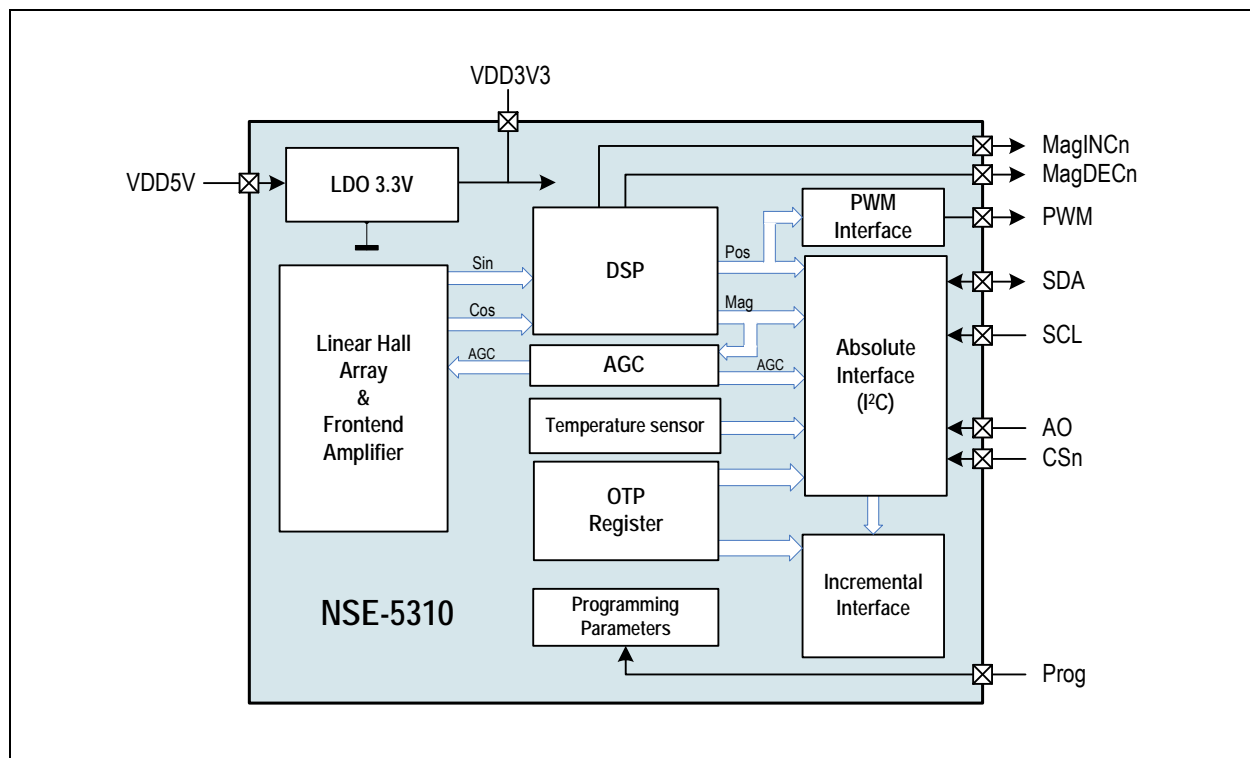 VDD3V3
VDD5V
LDO 3.3V
MagINCn
MagDECn
PWM
Interface
PWM
Sin
Cos
AGC
Linear Hall
Array
&
Frontend
Amplifier
DSP
Pos
Mag
AGC
AGC
Temperature sensor
OTP
Register
Absolute
Interface
(I²C)
SDA
SCL
AO
CSn
Incremental
Interface
NSE-5310
Programming
Parameters
Prog